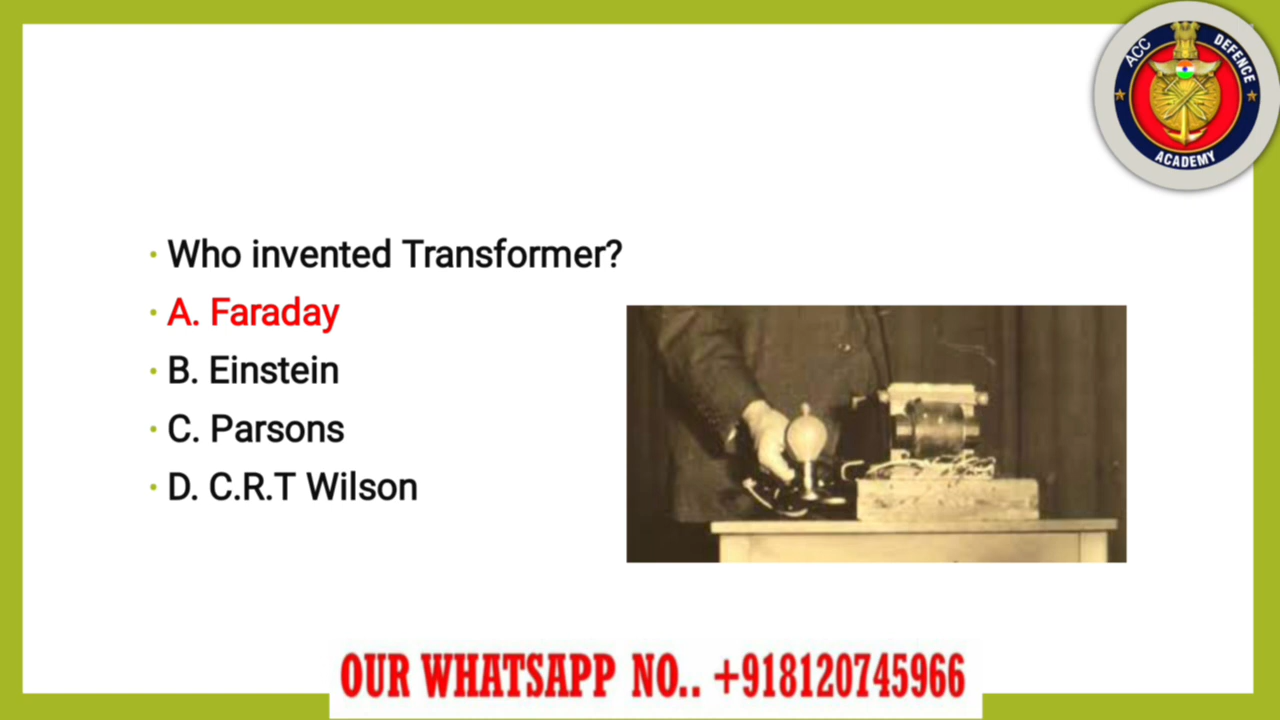 ACC DEFENCE
ACADEMY
Who invented Transformer?
A. Faraday
B. Einstein
C. Parsons
D. C.R.T Wilson
OUR WHATSAPP NO.. +918120745966